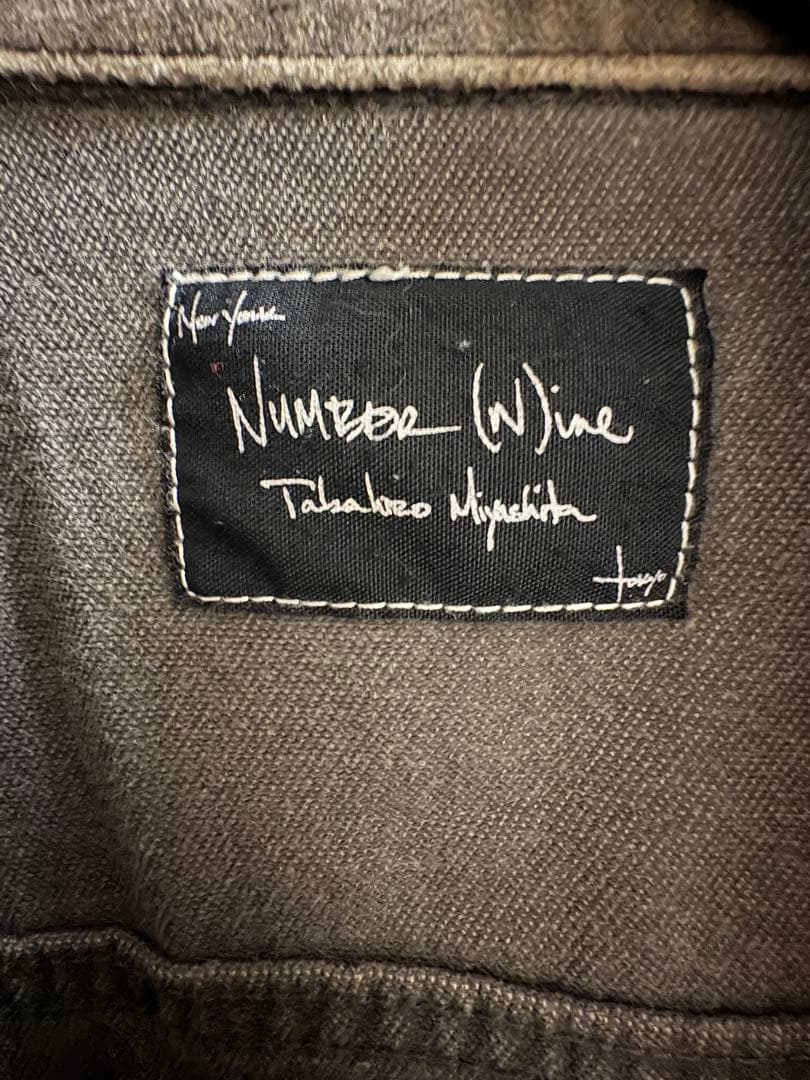 New York
NUMBER (N)ine
Takahiro Miyashita
tokyo